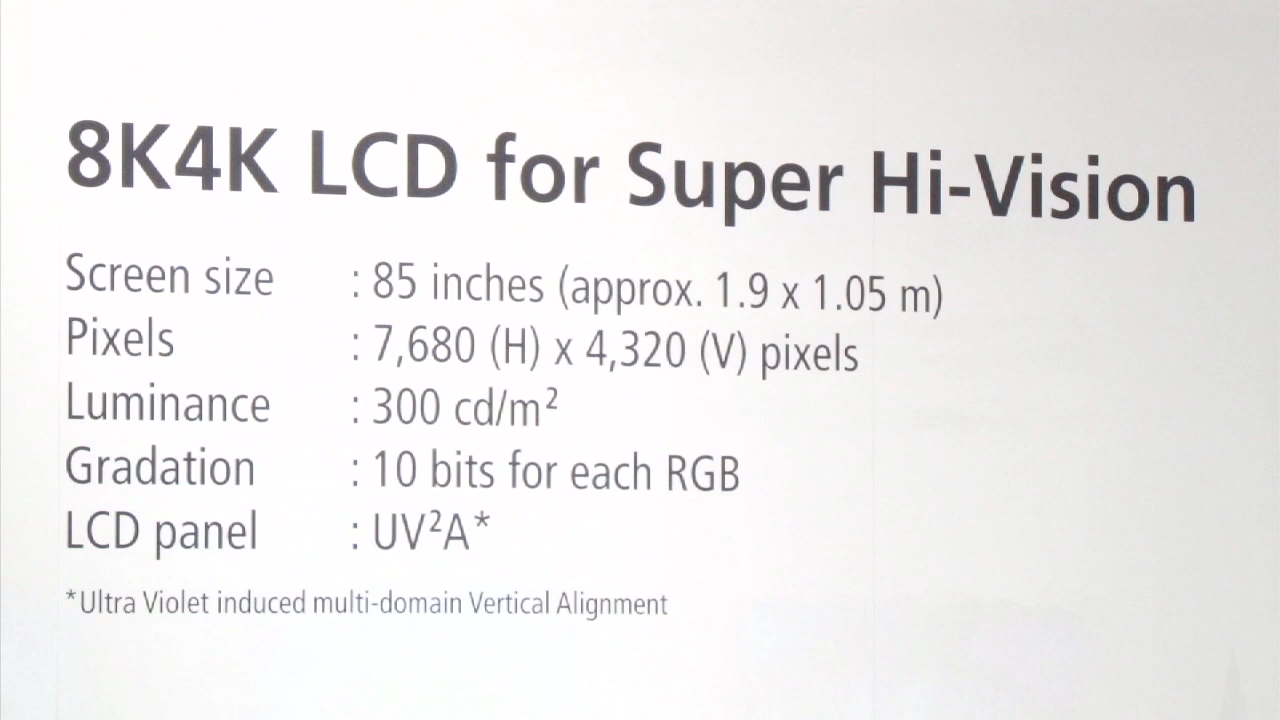 8K4K LCD for Super Hi-Vision
Screen size : 85 inches (approx. 1.9 x 1.05 m)
Pixels : 7,680 (H) x 4,320 (V) pixels
Luminance : 300 cd/m²
Gradation : 10 bits for each RGB
LCD panel : UV²A*
*Ultra Violet induced multi-domain Vertical Alignment